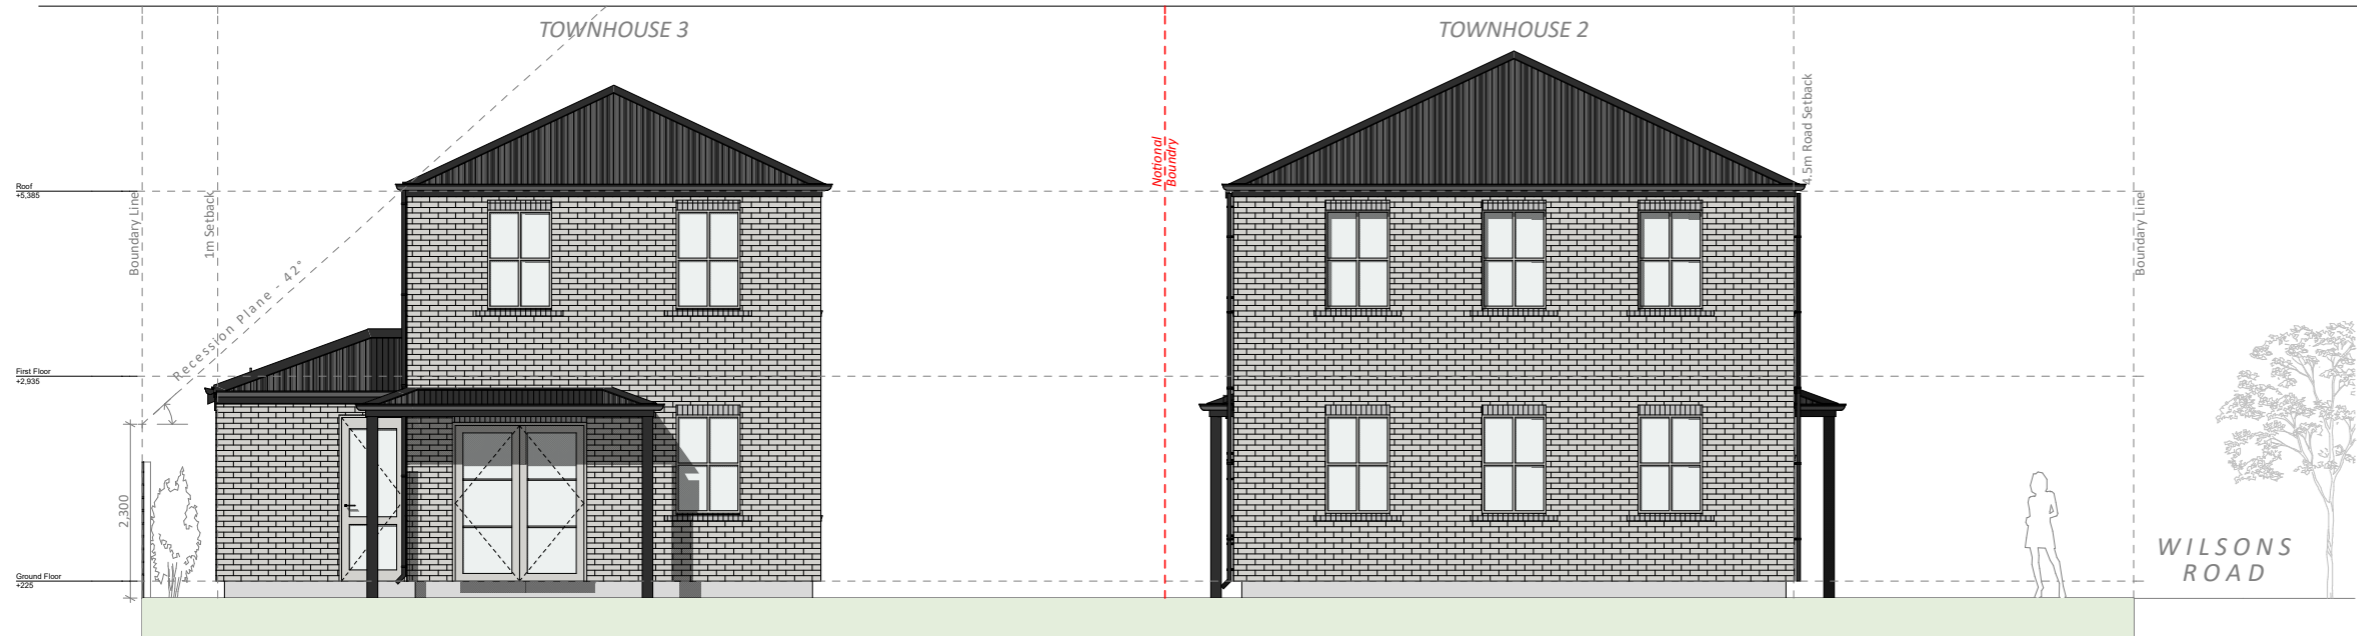 TOWNHOUSE 3
TOWNHOUSE 2
Roof
+5,385
Boundary Line
1m Setback
Recession Plane - 42°
Notional
Boundry
4.5m Road Setback
Boundary Line
First Floor
+2,935
2,300
Ground Floor
+225
WILSONS
ROAD